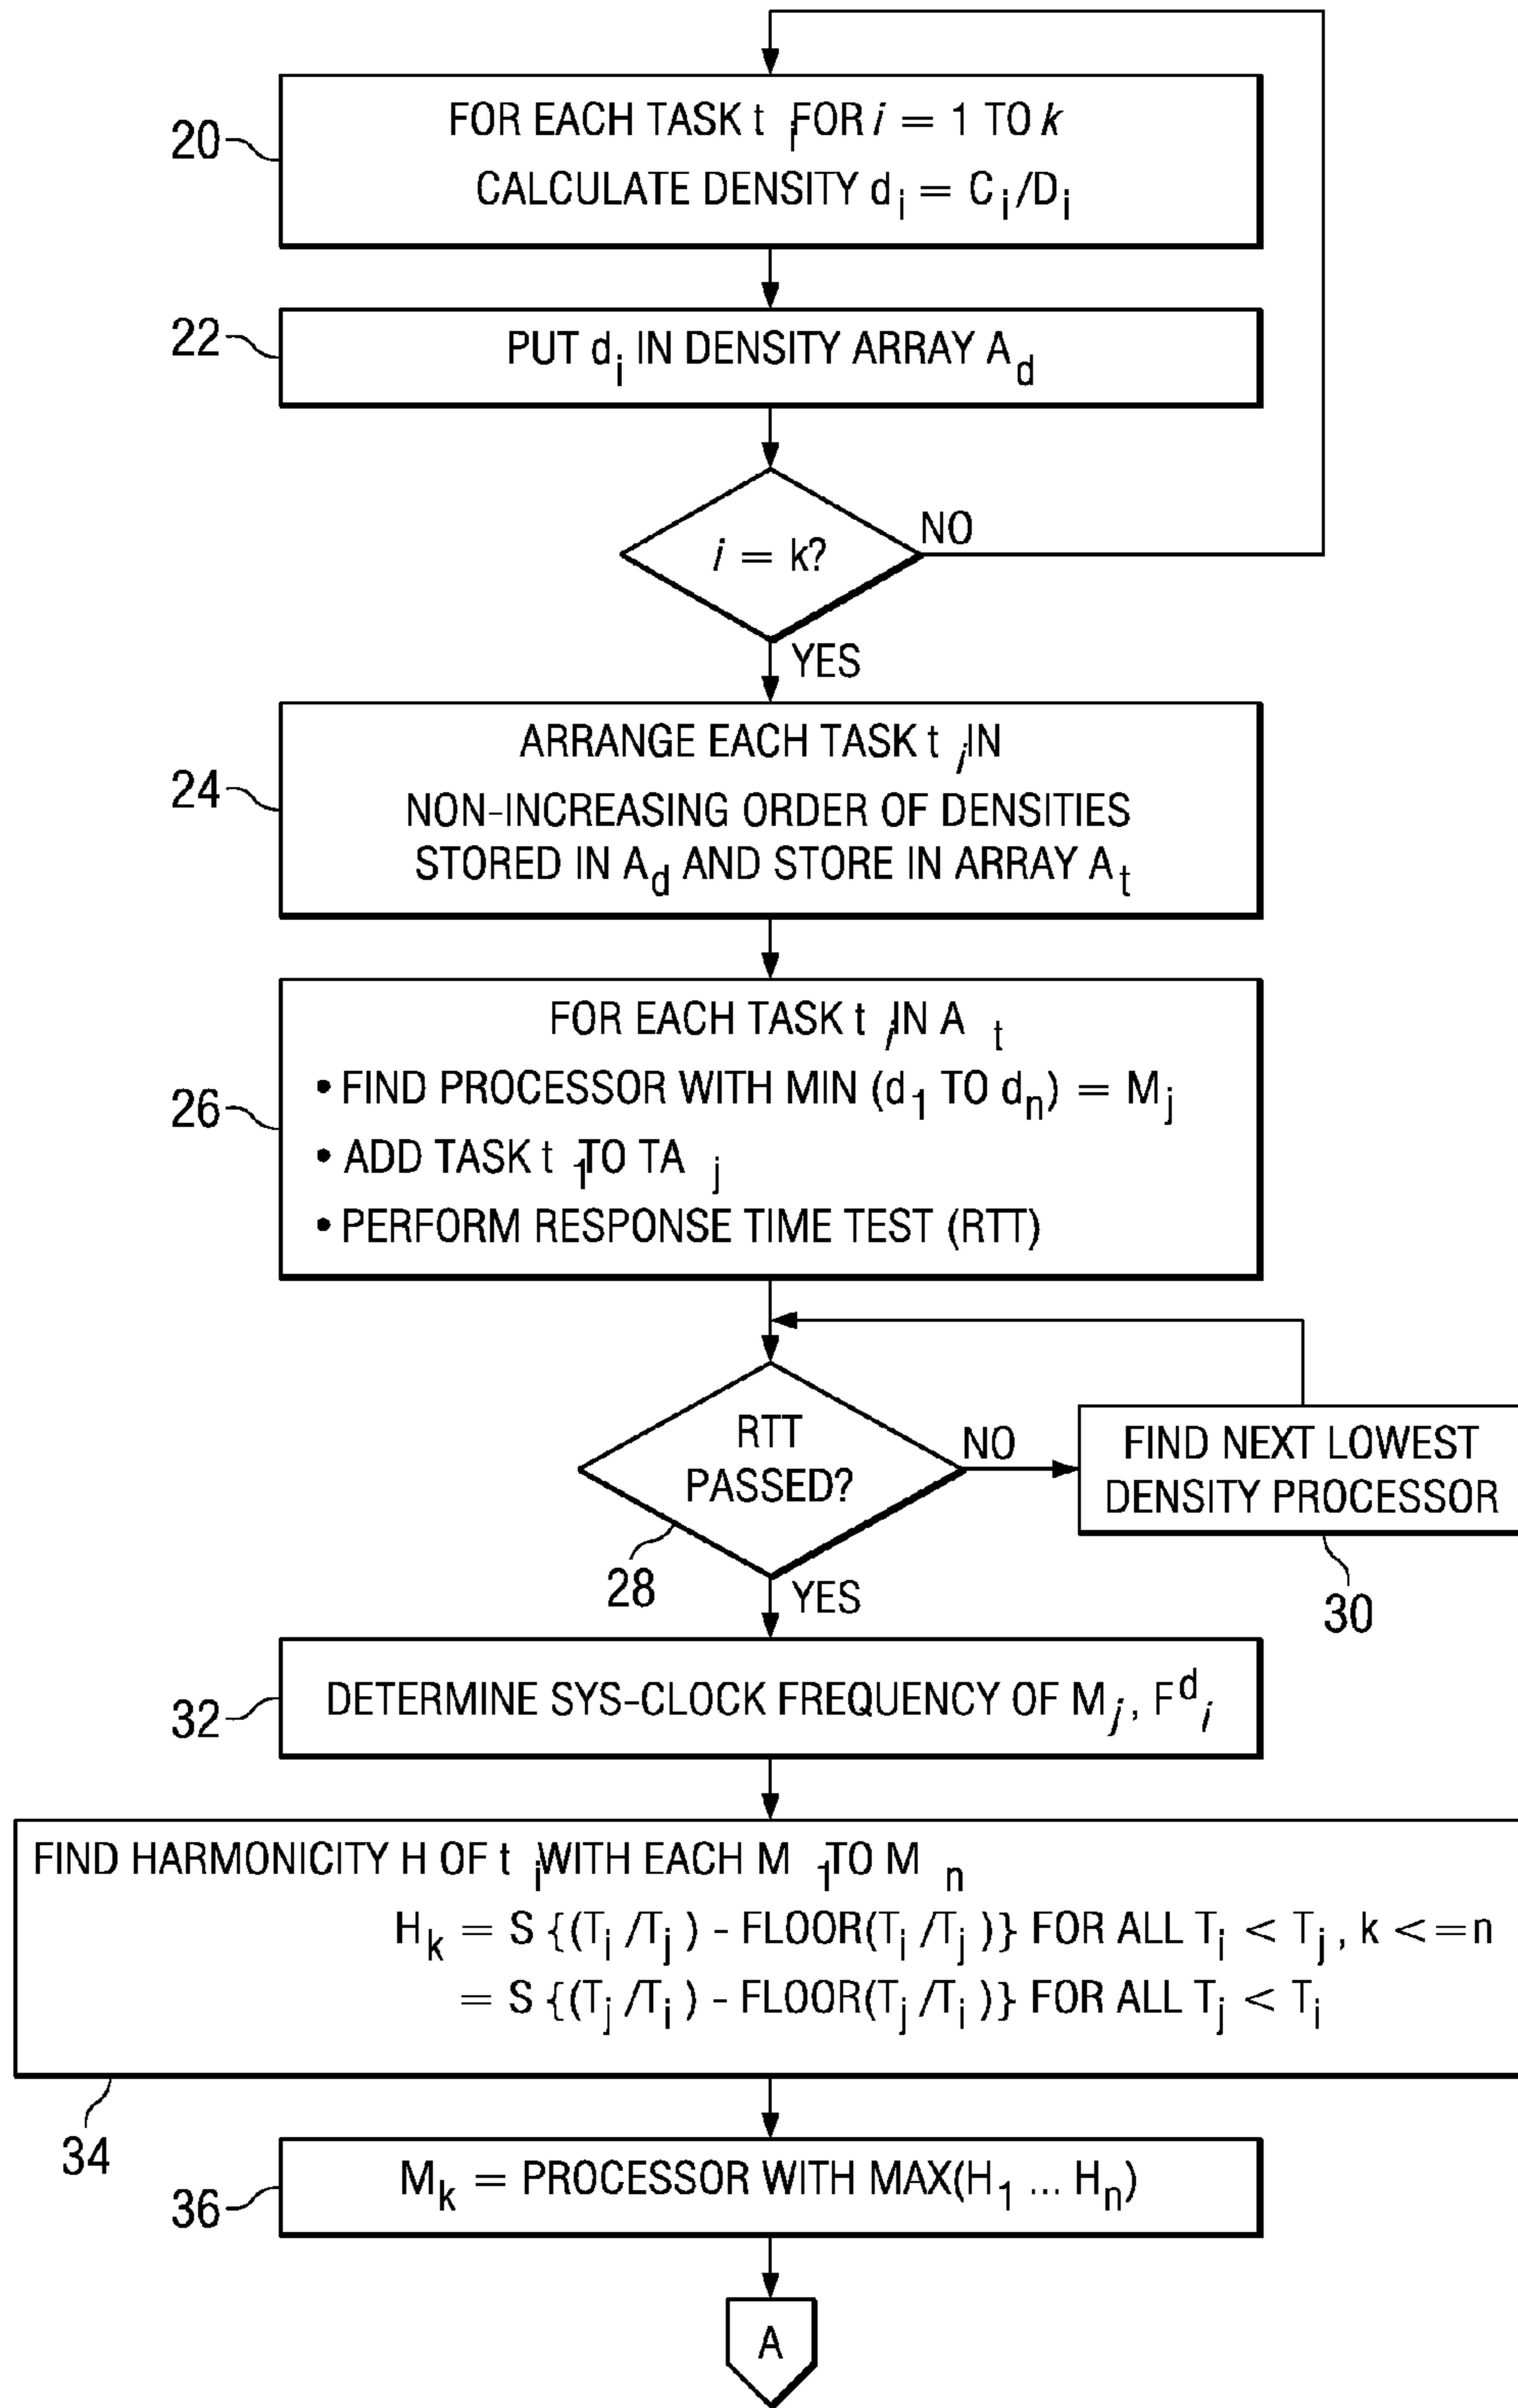 20
FOR EACH TASK t i FOR i = 1 TO k
CALCULATE DENSITY d i = C i /D i
22
PUT d i IN DENSITY ARRAY A d
i = k?
NO
YES
24
ARRANGE EACH TASK t i IN
NON-INCREASING ORDER OF DENSITIES
STORED IN A d AND STORE IN ARRAY A t
26
FOR EACH TASK t i IN A t
• FIND PROCESSOR WITH MIN (d 1 TO d n) = M j
• ADD TASK t 1 TO TA j
• PERFORM RESPONSE TIME TEST (RTT)
RTT
PASSED?
NO
FIND NEXT LOWEST
DENSITY PROCESSOR
28
YES
30
32
DETERMINE SYS-CLOCK FREQUENCY OF M j, F d i
FIND HARMONICITY H OF t i WITH EACH M 1 TO M n
H k = S {(T i /T j ) - FLOOR(T i /T j )} FOR ALL T i < T j , k <=n
= S {(T j /T i ) - FLOOR(T j /T i )} FOR ALL T j < T i
34
36
M k = PROCESSOR WITH MAX(H 1 ... H n)
A